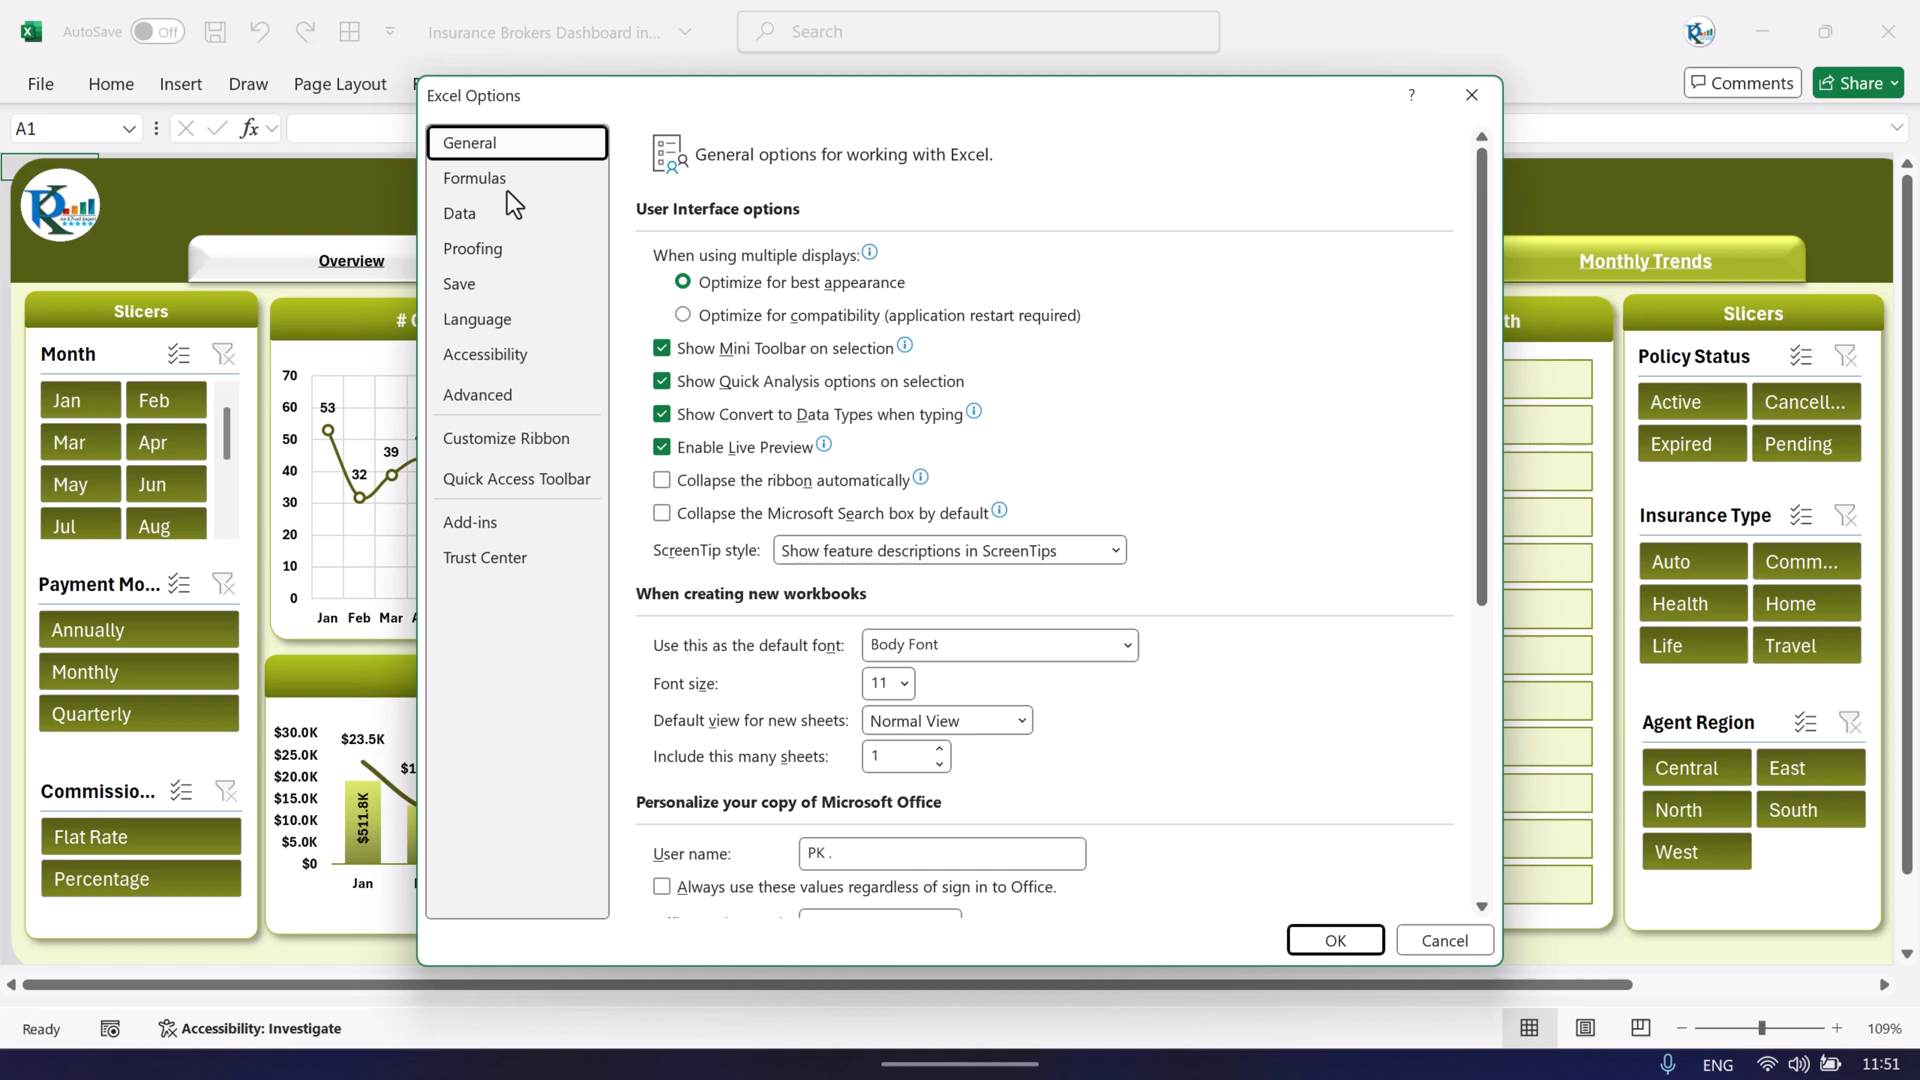 AutoSave
Off
Insurance Brokers Dashboard in...
Search
File
Home
Insert
Draw
Page Layout
Comments
Share
A1
fx
Excel Options
?
General
Formulas
Data
Proofing
Save
Language
Accessibility
Advanced
Customize Ribbon
Quick Access Toolbar
Add-ins
Trust Center
General options for working with Excel.
User Interface options
When using multiple displays:
Optimize for best appearance
Optimize for compatibility (application restart required)
Show Mini Toolbar on selection
Show Quick Analysis options on selection
Show Convert to Data Types when typing
Enable Live Preview
Collapse the ribbon automatically
Collapse the Microsoft Search box by default
ScreenTip style:
Show feature descriptions in ScreenTips
When creating new workbooks
Use this as the default font:
Body Font
Font size:
11
Default view for new sheets:
Normal View
Include this many sheets:
1
Personalize your copy of Microsoft Office
User name:
PK .
Always use these values regardless of sign in to Office.
OK
Cancel
Overview
Monthly Trends
Slicers
Month
Jan
Feb
Mar
Apr
May
Jun
Jul
Aug
Payment Mo...
Annually
Monthly
Quarterly
Commissio...
Flat Rate
Percentage
70
60
50
40
30
20
10
0
53
32
39
Jan
Feb
Mar
$30.0K
$25.0K
$20.0K
$15.0K
$10.0K
$5.0K
$0
$23.5K
$511.8K
Jan
Slicers
Policy Status
Active
Cancell...
Expired
Pending
Insurance Type
Auto
Comm...
Health
Home
Life
Travel
Agent Region
Central
East
North
South
West
Ready
Accessibility: Investigate
109%
ENG
11:51